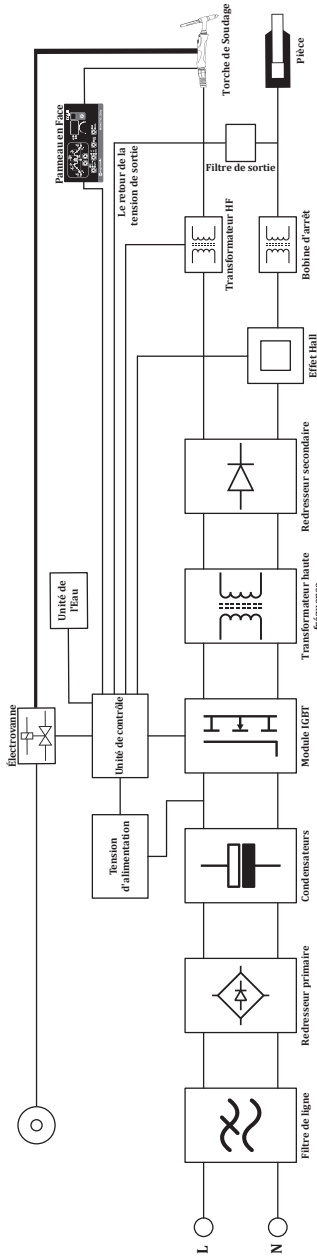 Électrovanne
Unité de
l'Eau
Panneau en Face
Torche de Soudage
Pièce
Tension
d'alimentation
Unité de contrôle
Le retour de la
tension de sortie
Filtre de sortie
Transformateur HF
Bobine d'arrêt
Effet Hall
L
N
Filtre de ligne
Redresseur primaire
Condensateurs
Module IGBT
Transformateur haute
Redresseur secondaire